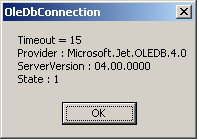 OleDbConnection
Timeout = 15
Provider : Microsoft.Jet.OLEDB.4.0
ServerVersion : 04.00.0000
State : 1
OK